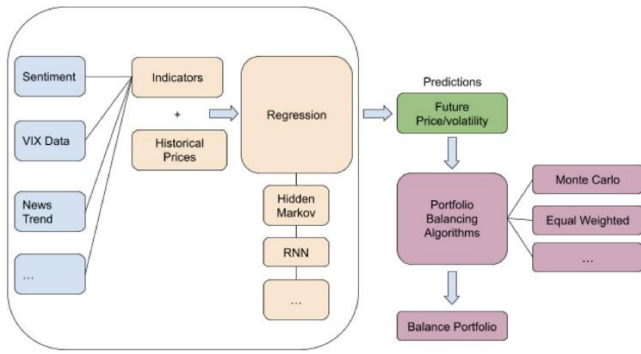 Sentiment
VIX Data
News
Trend
...
Indicators
+
Historical
Prices
Regression
Hidden
Markov
RNN
...
Predictions
Future
Price/volatility
Portfolio
Balancing
Algorithms
Monte Carlo
Equal Weighted
...
Balance Portfolio